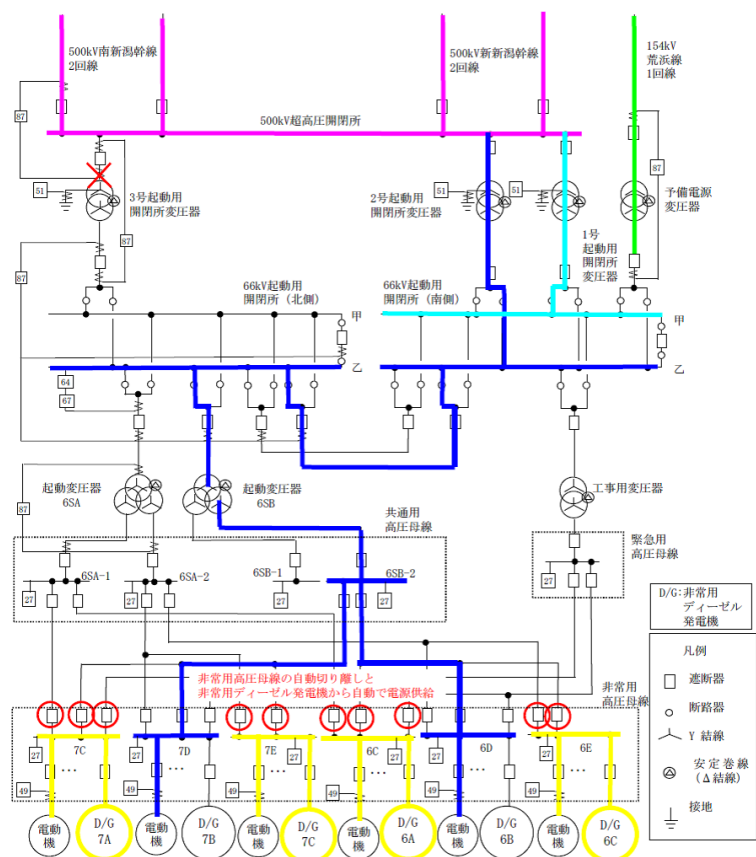 500kV南新潟幹線
2回線
500kV新新潟幹線
2回線
154kV
荒浜線
1回線
87
500kV超高圧開閉所
87
51
3号起動用
開閉所変圧器
87
51
2号起動用
開閉所変圧器
51
予備電源
変圧器
1号
起動用
開閉所
変圧器
87
66kV起動用
開閉所(北側)
66kV起動用
開閉所(南側)
甲
甲
乙
乙
64
67
起動変圧器
6SA
起動変圧器
6SB
工事用変圧器
87
共通用
高圧母線
緊急用
高圧母線
6SA-1
6SA-2
6SB-1
6SB-2
27
27
27
27
27
D/G:非常用
ディーゼル
発電機
凡例
遮断器
断路器
Y 結線
安定巻線
(Δ結線)
接地
非常用高圧母線の自動切り離しと
非常用ディーゼル発電機から自動で電源供給
非常用
高圧母線
27
7C
27
7D
27
7E
27
6C
27
6D
27
6E
…
…
…
…
…
…
49
49
49
49
49
49
電動
機
D/G
7A
電動
機
D/G
7B
電動
機
D/G
7C
電動
機
D/G
6A
電動
機
D/G
6B
電動
機
D/G
6C